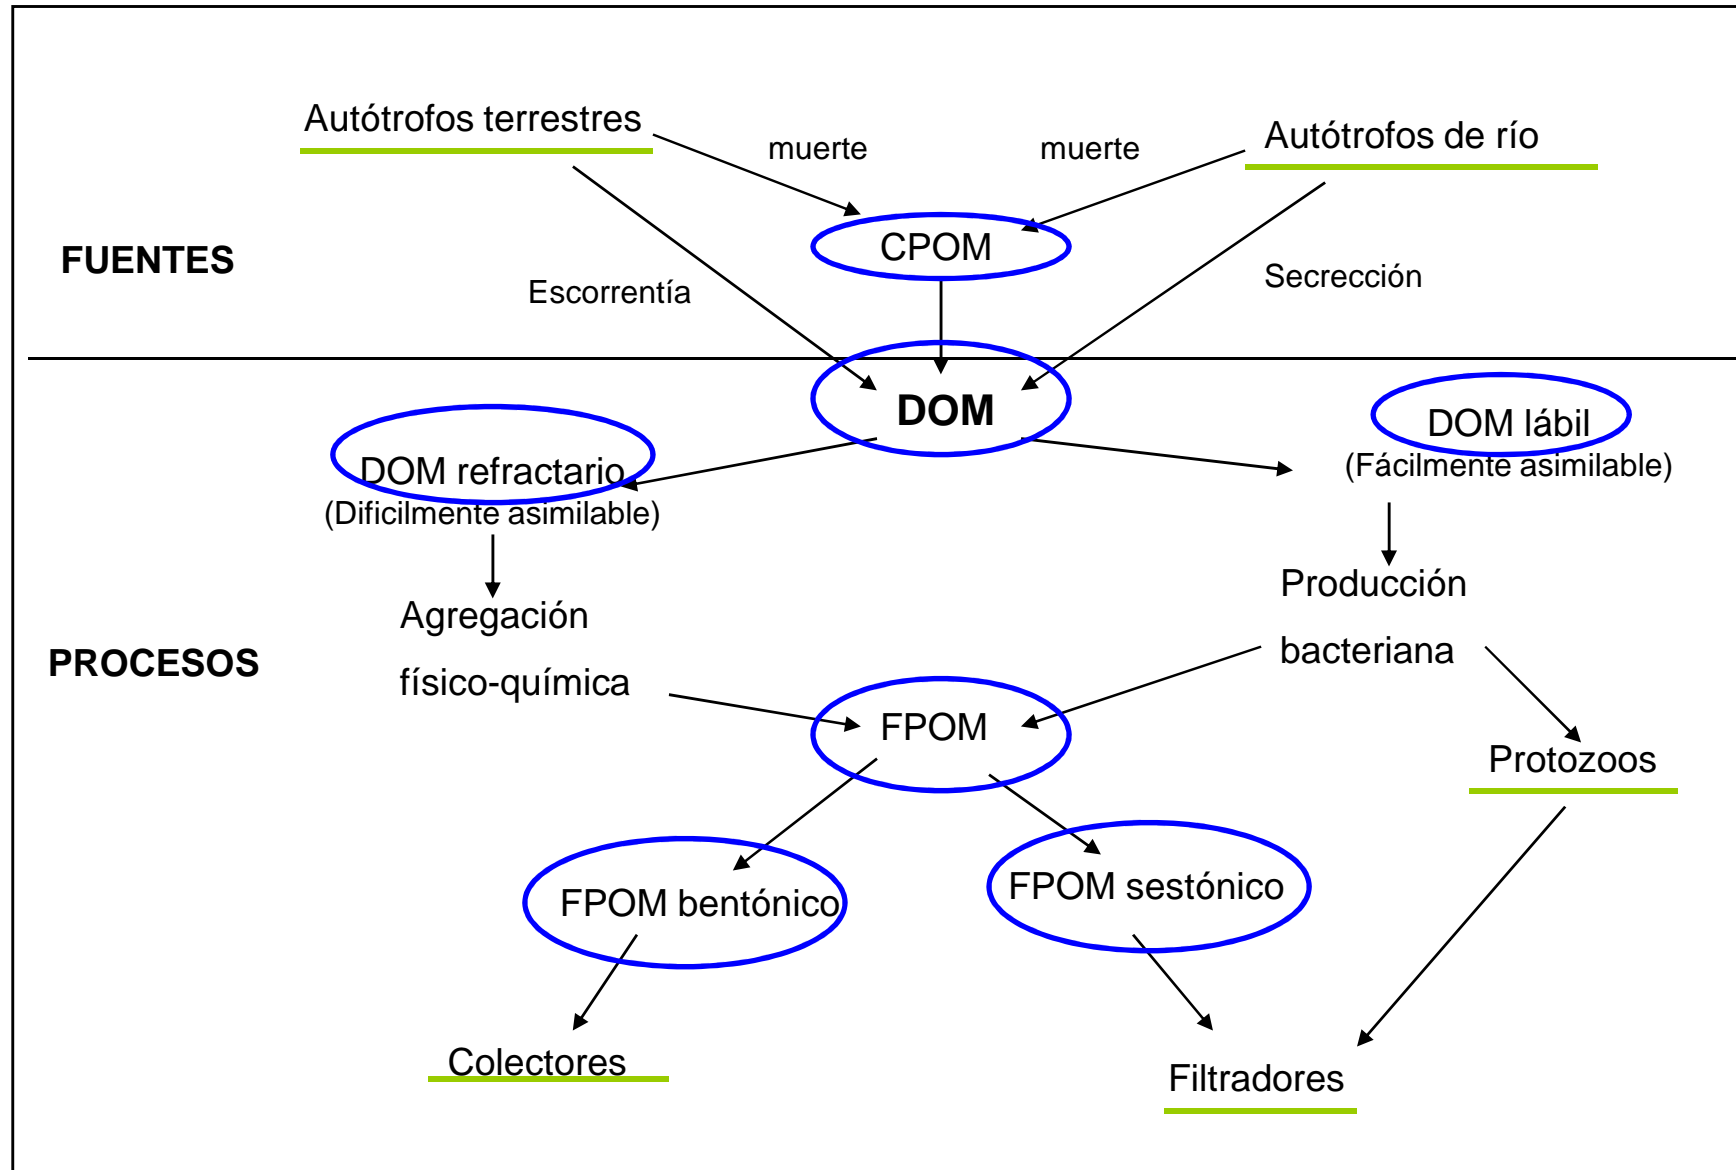 Autótrofos terrestres
muerte
muerte
Autótrofos de río
FUENTES
CPOM
Escorrentía
Secrección
DOM
DOM lábil
(Fácilmente asimilable)
DOM refractario
(Dificilmente asimilable)
Producción
bacteriana
Agregación
físico-química
PROCESOS
FPOM
Protozoos
FPOM bentónico
FPOM sestónico
Colectores
Filtradores